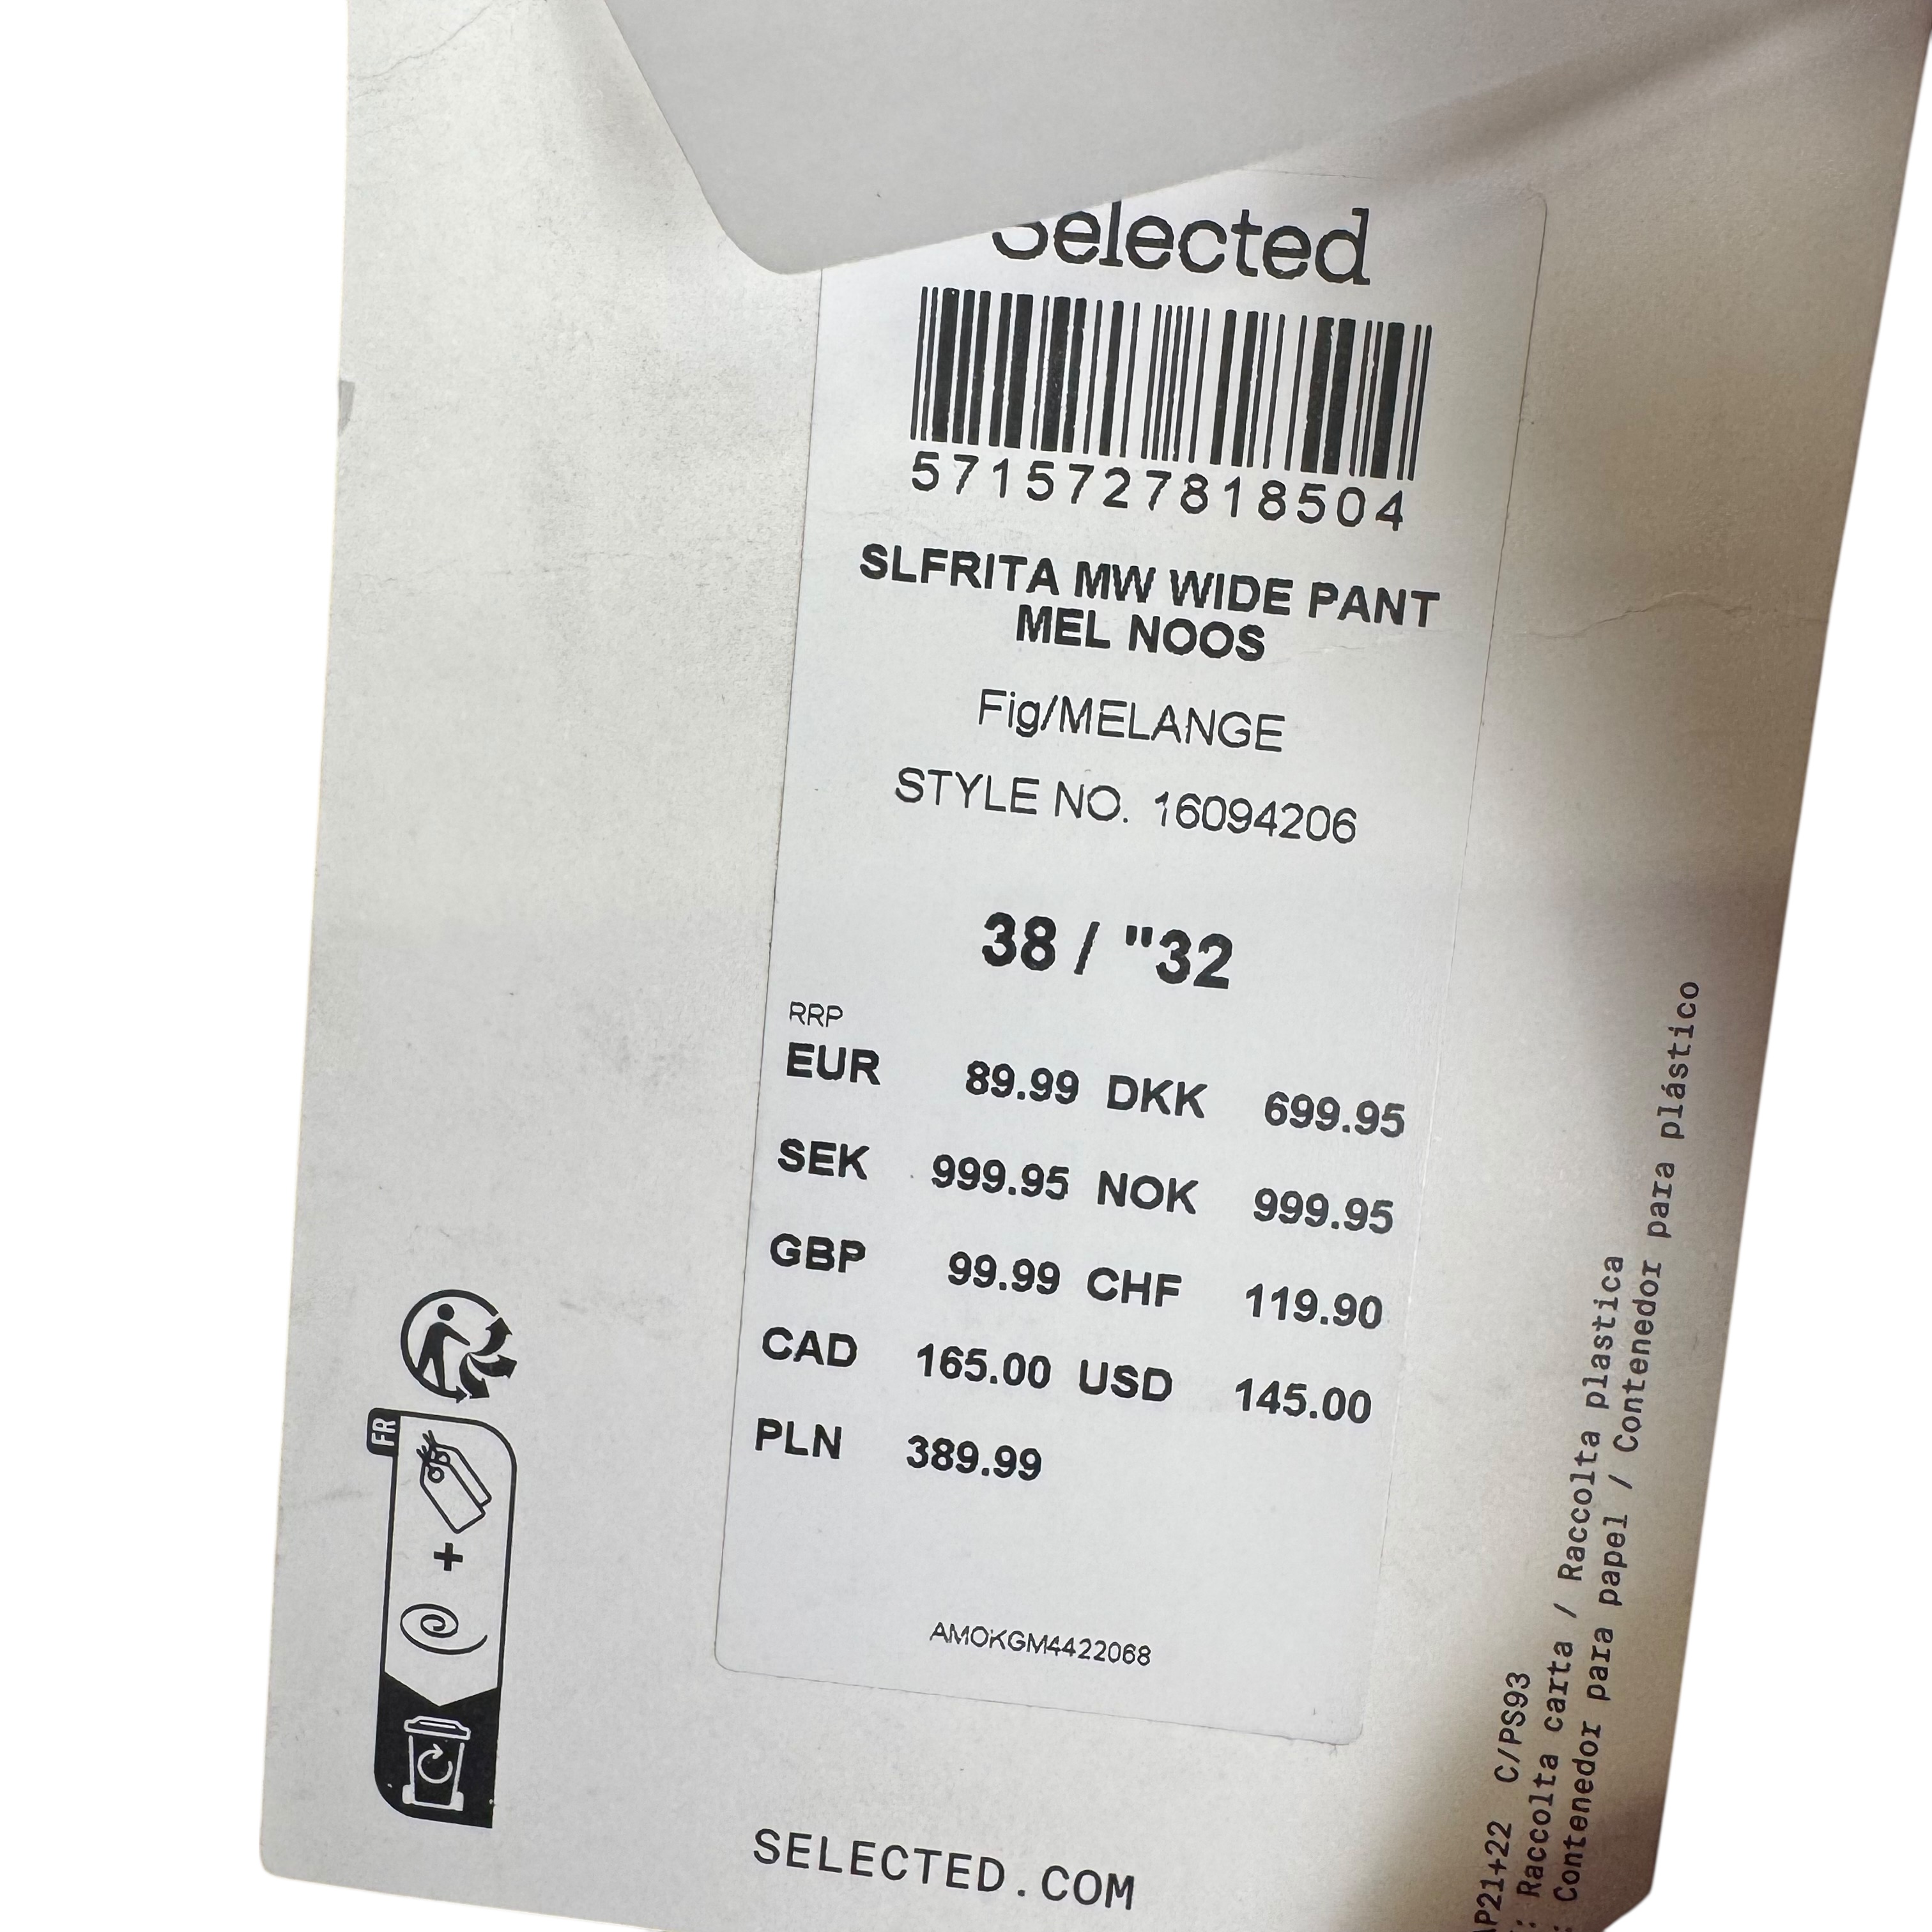 Selected
5715727818504
SLFRITA MW WIDE PANT
MEL NOOS
Fig/MELANGE
STYLE NO. 16094206
38 / "32
RRP
EUR 89.99 DKK 699.95
SEK 999.95 NOK 999.95
GBP 99.99 CHF 119.90
CAD 165.00 USD 145.00
PLN 389.99
AMOKGM4422068
SELECTED.COM
FR
P21+22 C/PS93
: Raccolta carta / Raccolta plastica
: Contenedor para papel / Contenedor para plástico